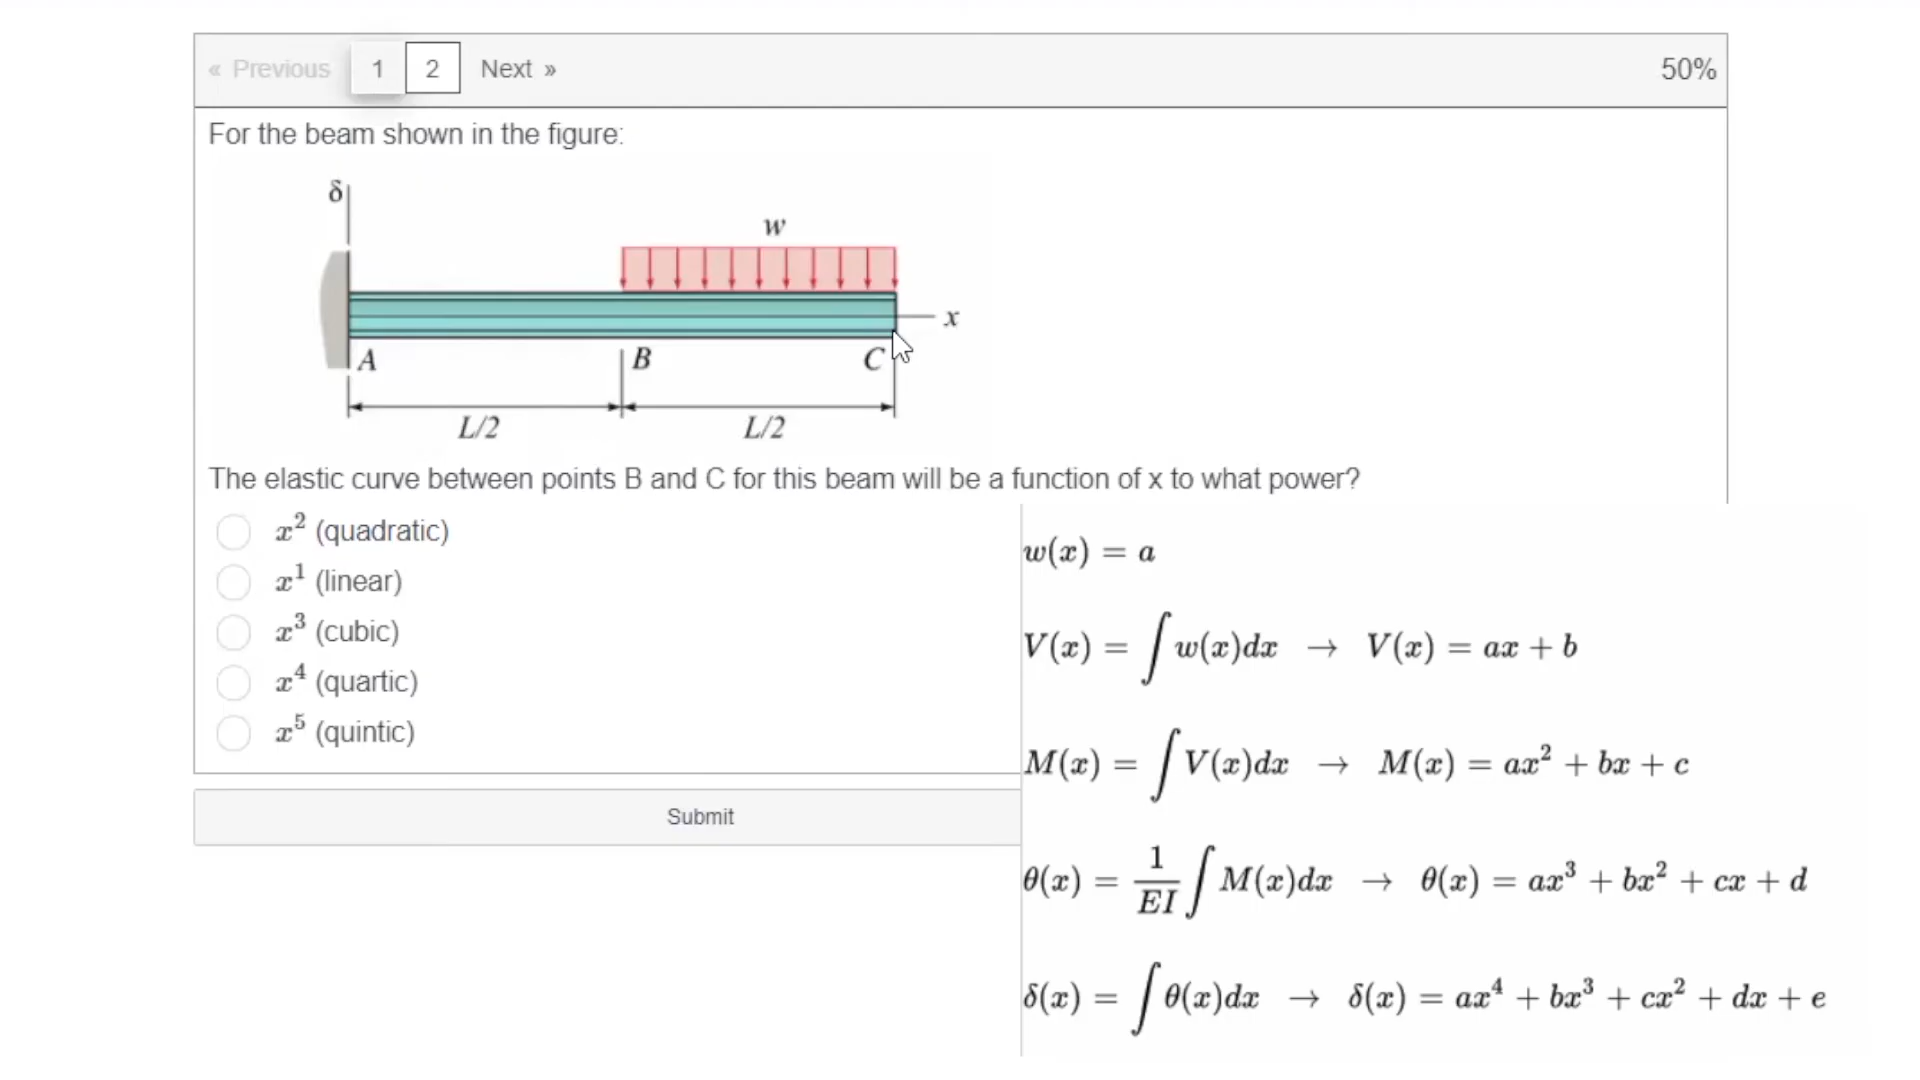 « Previous 1 2 Next » 50%
For the beam shown in the figure:
δ
w
x
A B C
L/2 L/2
The elastic curve between points B and C for this beam will be a function of x to what power?
x² (quadratic)
x¹ (linear)
x³ (cubic)
x⁴ (quartic)
x⁵ (quintic)
Submit
w(x) = a
V(x) = ∫ w(x)dx → V(x) = ax + b
M(x) = ∫ V(x)dx → M(x) = ax² + bx + c
θ(x) = 1/EI ∫ M(x)dx → θ(x) = ax³ + bx² + cx + d
δ(x) = ∫ θ(x)dx → δ(x) = ax⁴ + bx³ + cx² + dx + e